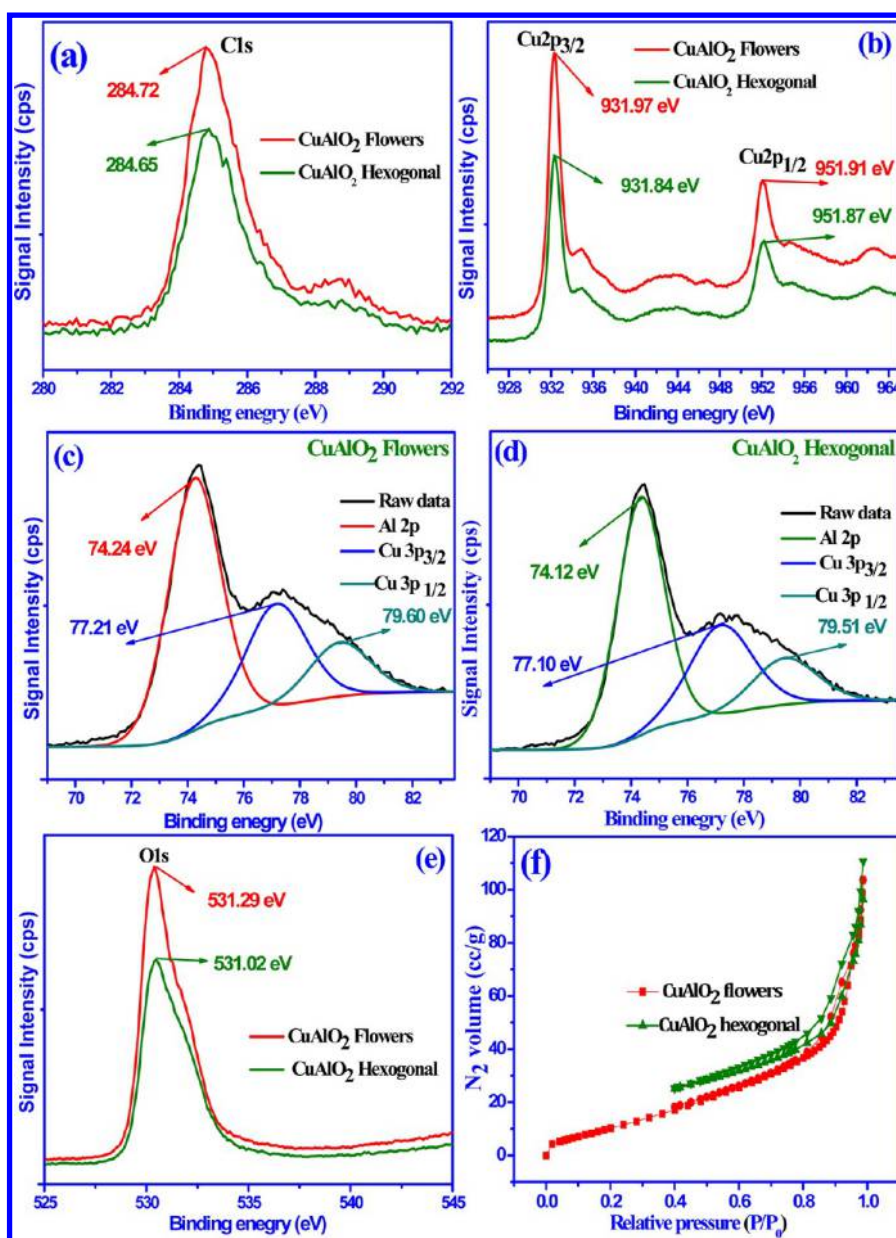 (a)
C1s
284.72
284.65
CuAlO2 Flowers
CuAlO2 Hexogonal
Signal Intensity (cps)
280 282 284 286 288 290 292
Binding enegry (eV)
(b)
Cu2p3/2
CuAlO2 Flowers
CuAlO2 Hexogonal
931.97 eV
931.84 eV
Cu2p1/2
951.91 eV
951.87 eV
Signal Intensity (cps)
928 932 936 940 944 948 952 956 960 964
Binding enegry (eV)
(c)
CuAlO2 Flowers
Raw data
Al 2p
Cu 3p3/2
Cu 3p 1/2
74.24 eV
77.21 eV
79.60 eV
Signal Intensity (cps)
70 72 74 76 78 80 82
Binding enegry (eV)
(d)
CuAlO2 Hexogonal
Raw data
Al 2p
Cu 3p3/2
Cu 3p 1/2
74.12 eV
77.10 eV
79.51 eV
Signal Intensity (cps)
70 72 74 76 78 80 82
Binding enegry (eV)
(e)
O1s
531.29 eV
531.02 eV
CuAlO2 Flowers
CuAlO2 Hexogonal
Signal Intensity (cps)
525 530 535 540 545
Binding enegry (eV)
(f)
CuAlO2 flowers
CuAlO2 hexogonal
N2 volume (cc/g)
120
100
80
60
40
20
0
0.0 0.2 0.4 0.6 0.8 1.0
Relative pressure (P/P0)